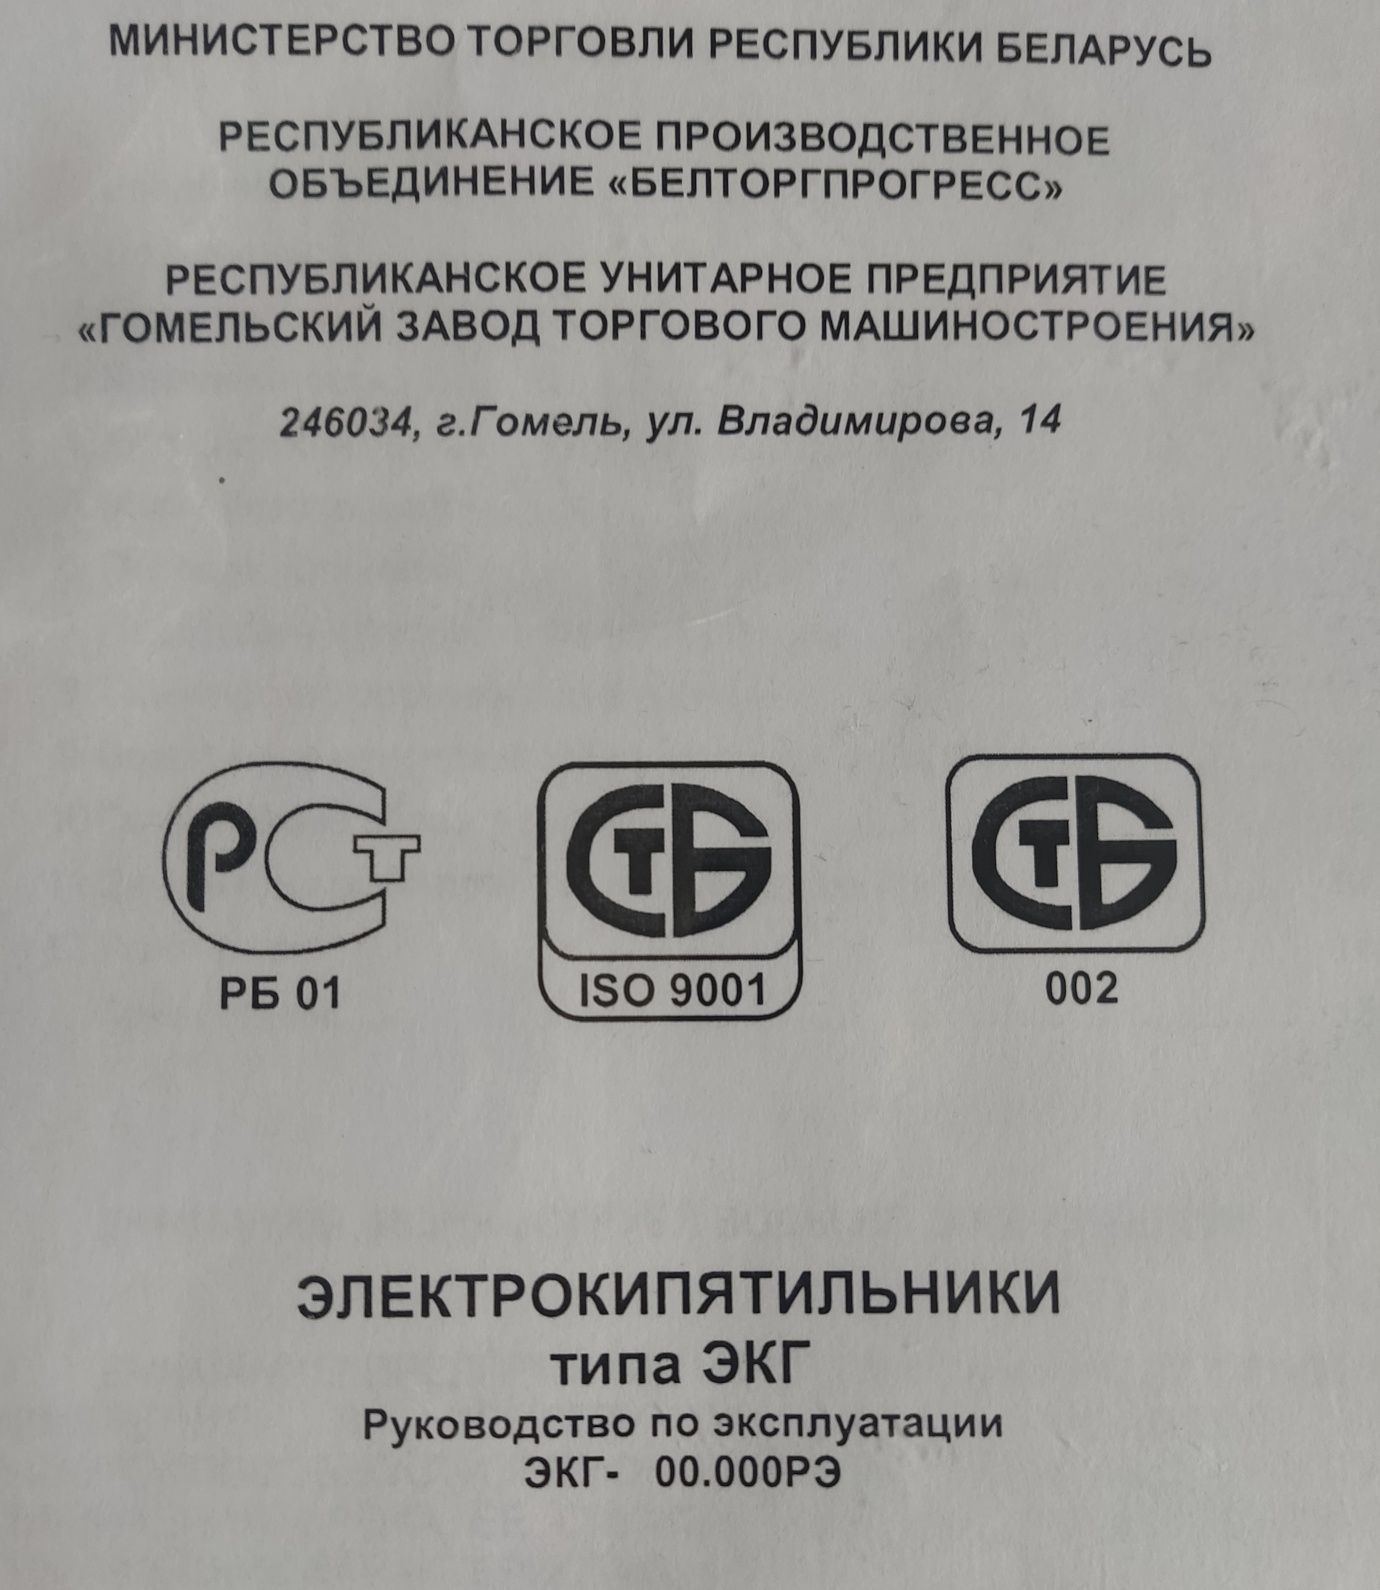 МИНИСТЕРСТВО ТОРГОВЛИ РЕСПУБЛИКИ БЕЛАРУСЬ
РЕСПУБЛИКАНСКОЕ ПРОИЗВОДСТВЕННОЕ
ОБЪЕДИНЕНИЕ «БЕЛТОРГПРОГРЕСС»
РЕСПУБЛИКАНСКОЕ УНИТАРНОЕ ПРЕДПРИЯТИЕ
«ГОМЕЛЬСКИЙ ЗАВОД ТОРГОВОГО МАШИНОСТРОЕНИЯ»
246034, г.Гомель, ул. Владимирова, 14
РСТ
РБ 01
СТБ
ISO 9001
СТБ
002
ЭЛЕКТРОКИПЯТИЛЬНИКИ
типа ЭКГ
Руководство по эксплуатации
ЭКГ- 00.000РЭ